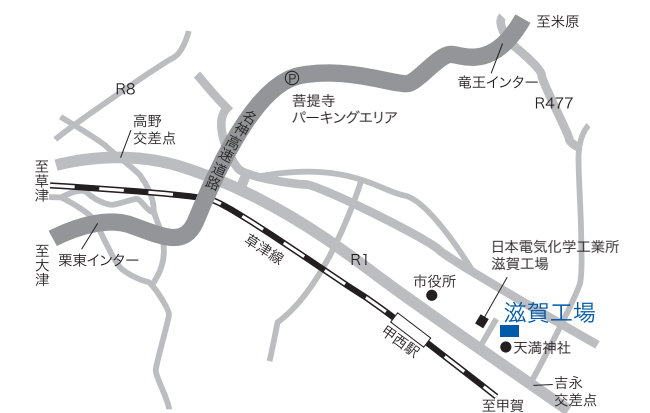 至米原
竜王インター
R477
R8
P
菩提寺
パーキングエリア
高野
交差点
名神高速道路
至草津
至大津
栗東インター
草津線
R1
日本電気化学工業所
滋賀工場
市役所
滋賀工場
天満神社
甲西駅
吉永
交差点
至甲賀